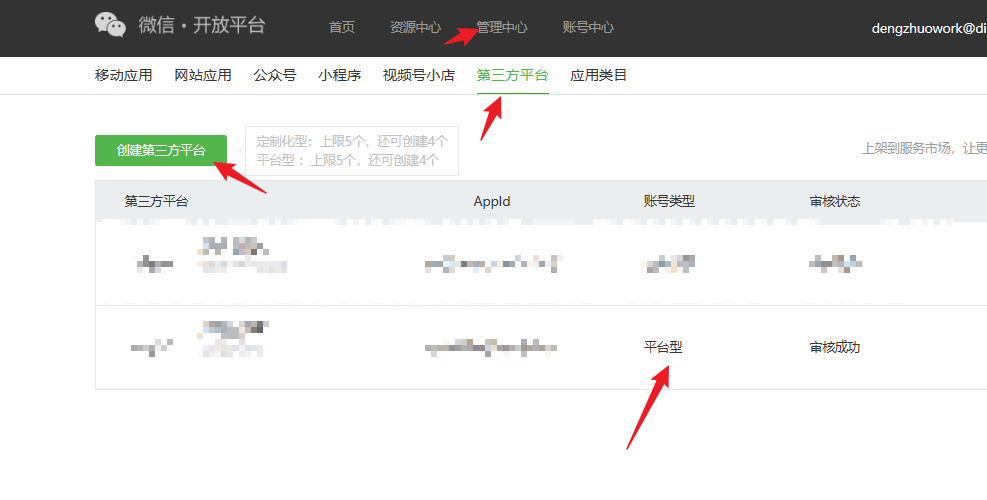 微信·开放平台 首页 资源中心 管理中心 账号中心 dengzhuowork@di
移动应用 网站应用 公众号 小程序 视频号小店 第三方平台 应用类目
创建第三方平台
定制化型：上限5个，还可创建4个
平台型 ：上限5个，还可创建4个
上架到服务市场，让更
第三方平台 AppId 账号类型 审核状态
平台型 审核成功